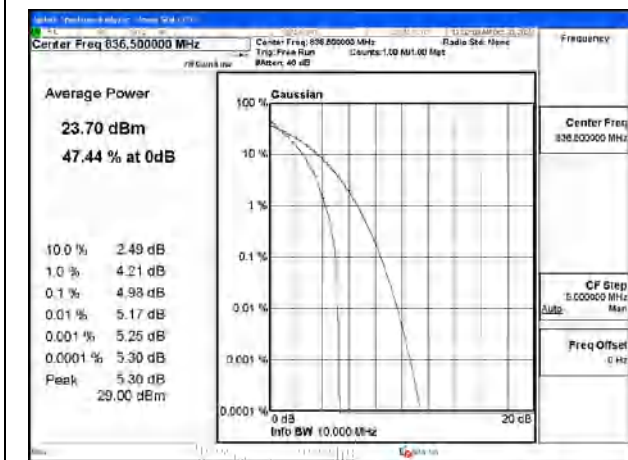 Center Freq 836.500000 MHz
Center Freq: 836.500000 MHz
Radio Std: None
Trig: Free Run
Counts:1.00 M/1.00 Mpt
#Atten: 40 dB
Frequency
Average Power
23.70 dBm
47.44 % at 0dB
10.0 % 2.49 dB
1.0 % 4.21 dB
0.1 % 4.98 dB
0.01 % 5.17 dB
0.001 % 5.25 dB
0.0001 % 5.30 dB
Peak 5.30 dB
29.00 dBm
Gaussian
100 %
10 %
1 %
0.1 %
0.01 %
0.001 %
0.0001 %
0 dB
20 dB
Info BW 10.000 MHz
Center Freq
836.500000 MHz
CF Step
5.000000 MHz
Auto Man
Freq Offset
0 Hz